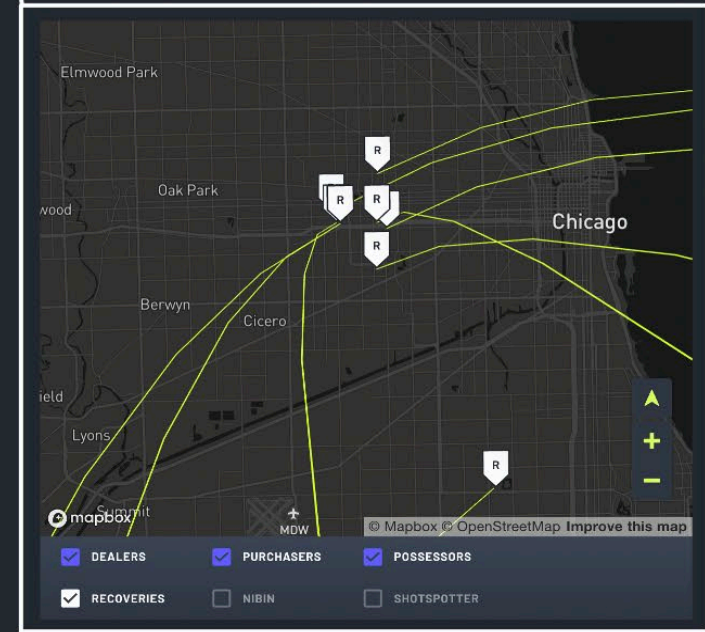 Elmwood Park
R
Oak Park
wood
R
R
Chicago
R
Berwyn
Cicero
ield
Lyons
R
Summit
mapbox
MDW
© Mapbox © OpenStreetMap Improve this map
DEALERS
PURCHASERS
POSSESSORS
RECOVERIES
NIBIN
SHOTSPOTTER